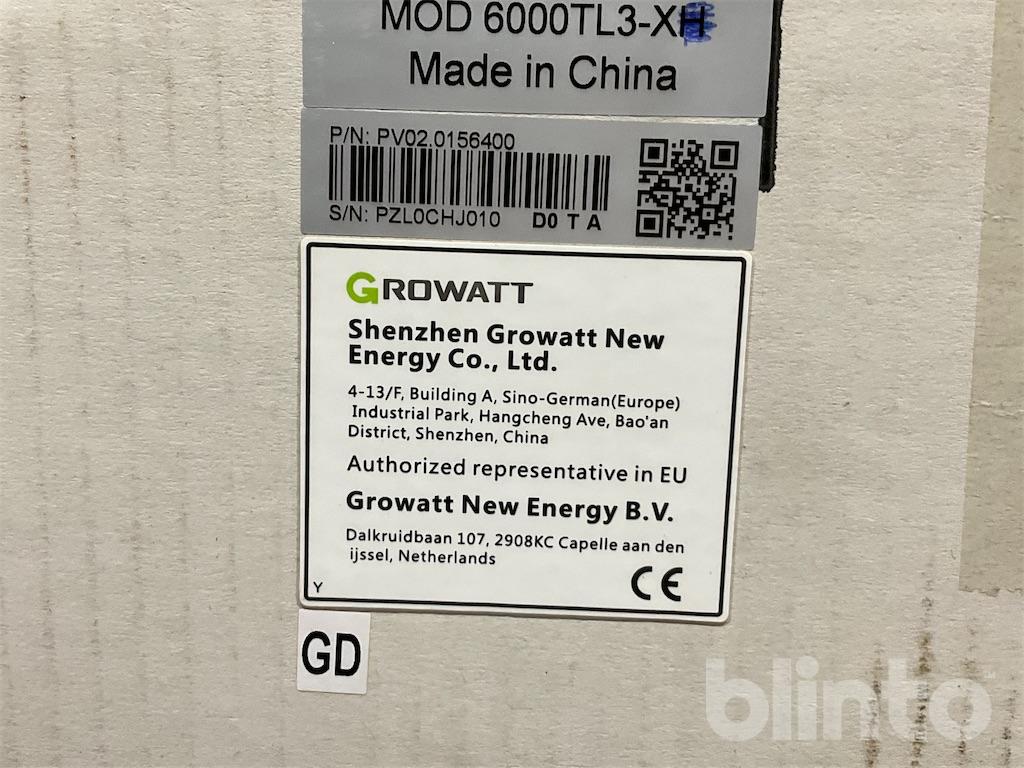 MOD 6000TL3-XH
Made in China
P/N: PV02.0156400
S/N: PZL0CHJ010 D0 T A
GROWATT
Shenzhen Growatt New
Energy Co., Ltd.
4-13/F, Building A, Sino-German(Europe)
Industrial Park, Hangcheng Ave, Bao'an
District, Shenzhen, China
Authorized representative in EU
Growatt New Energy B.V.
Dalkruidbaan 107, 2908KC Capelle aan den
ijssel, Netherlands
CE
Y
GD
blinto